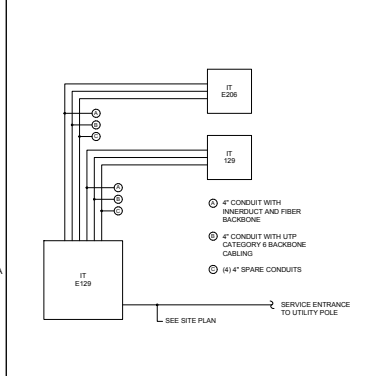 IT
E206
A
B
C
IT
129
A
B
C
A 4" CONDUIT WITH
INNERDUCT AND FIBER
BACKBONE
B 4" CONDUIT WITH UTP
CATEGORY 6 BACKBONE
CABLING
C (4) 4" SPARE CONDUITS
A
IT
E129
SERVICE ENTRANCE
TO UTILITY POLE
SEE SITE PLAN